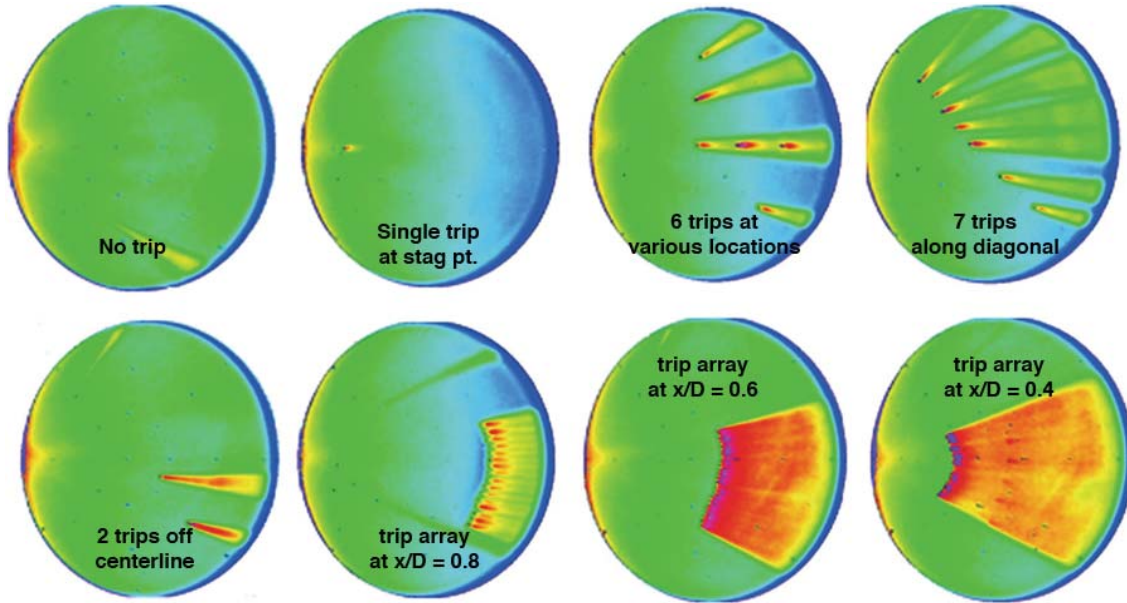 No trip
Single trip
at stag pt.
6 trips at
various locations
7 trips
along diagonal
2 trips off
centerline
trip array
at x/D = 0.8
trip array
at x/D = 0.6
trip array
at x/D = 0.4